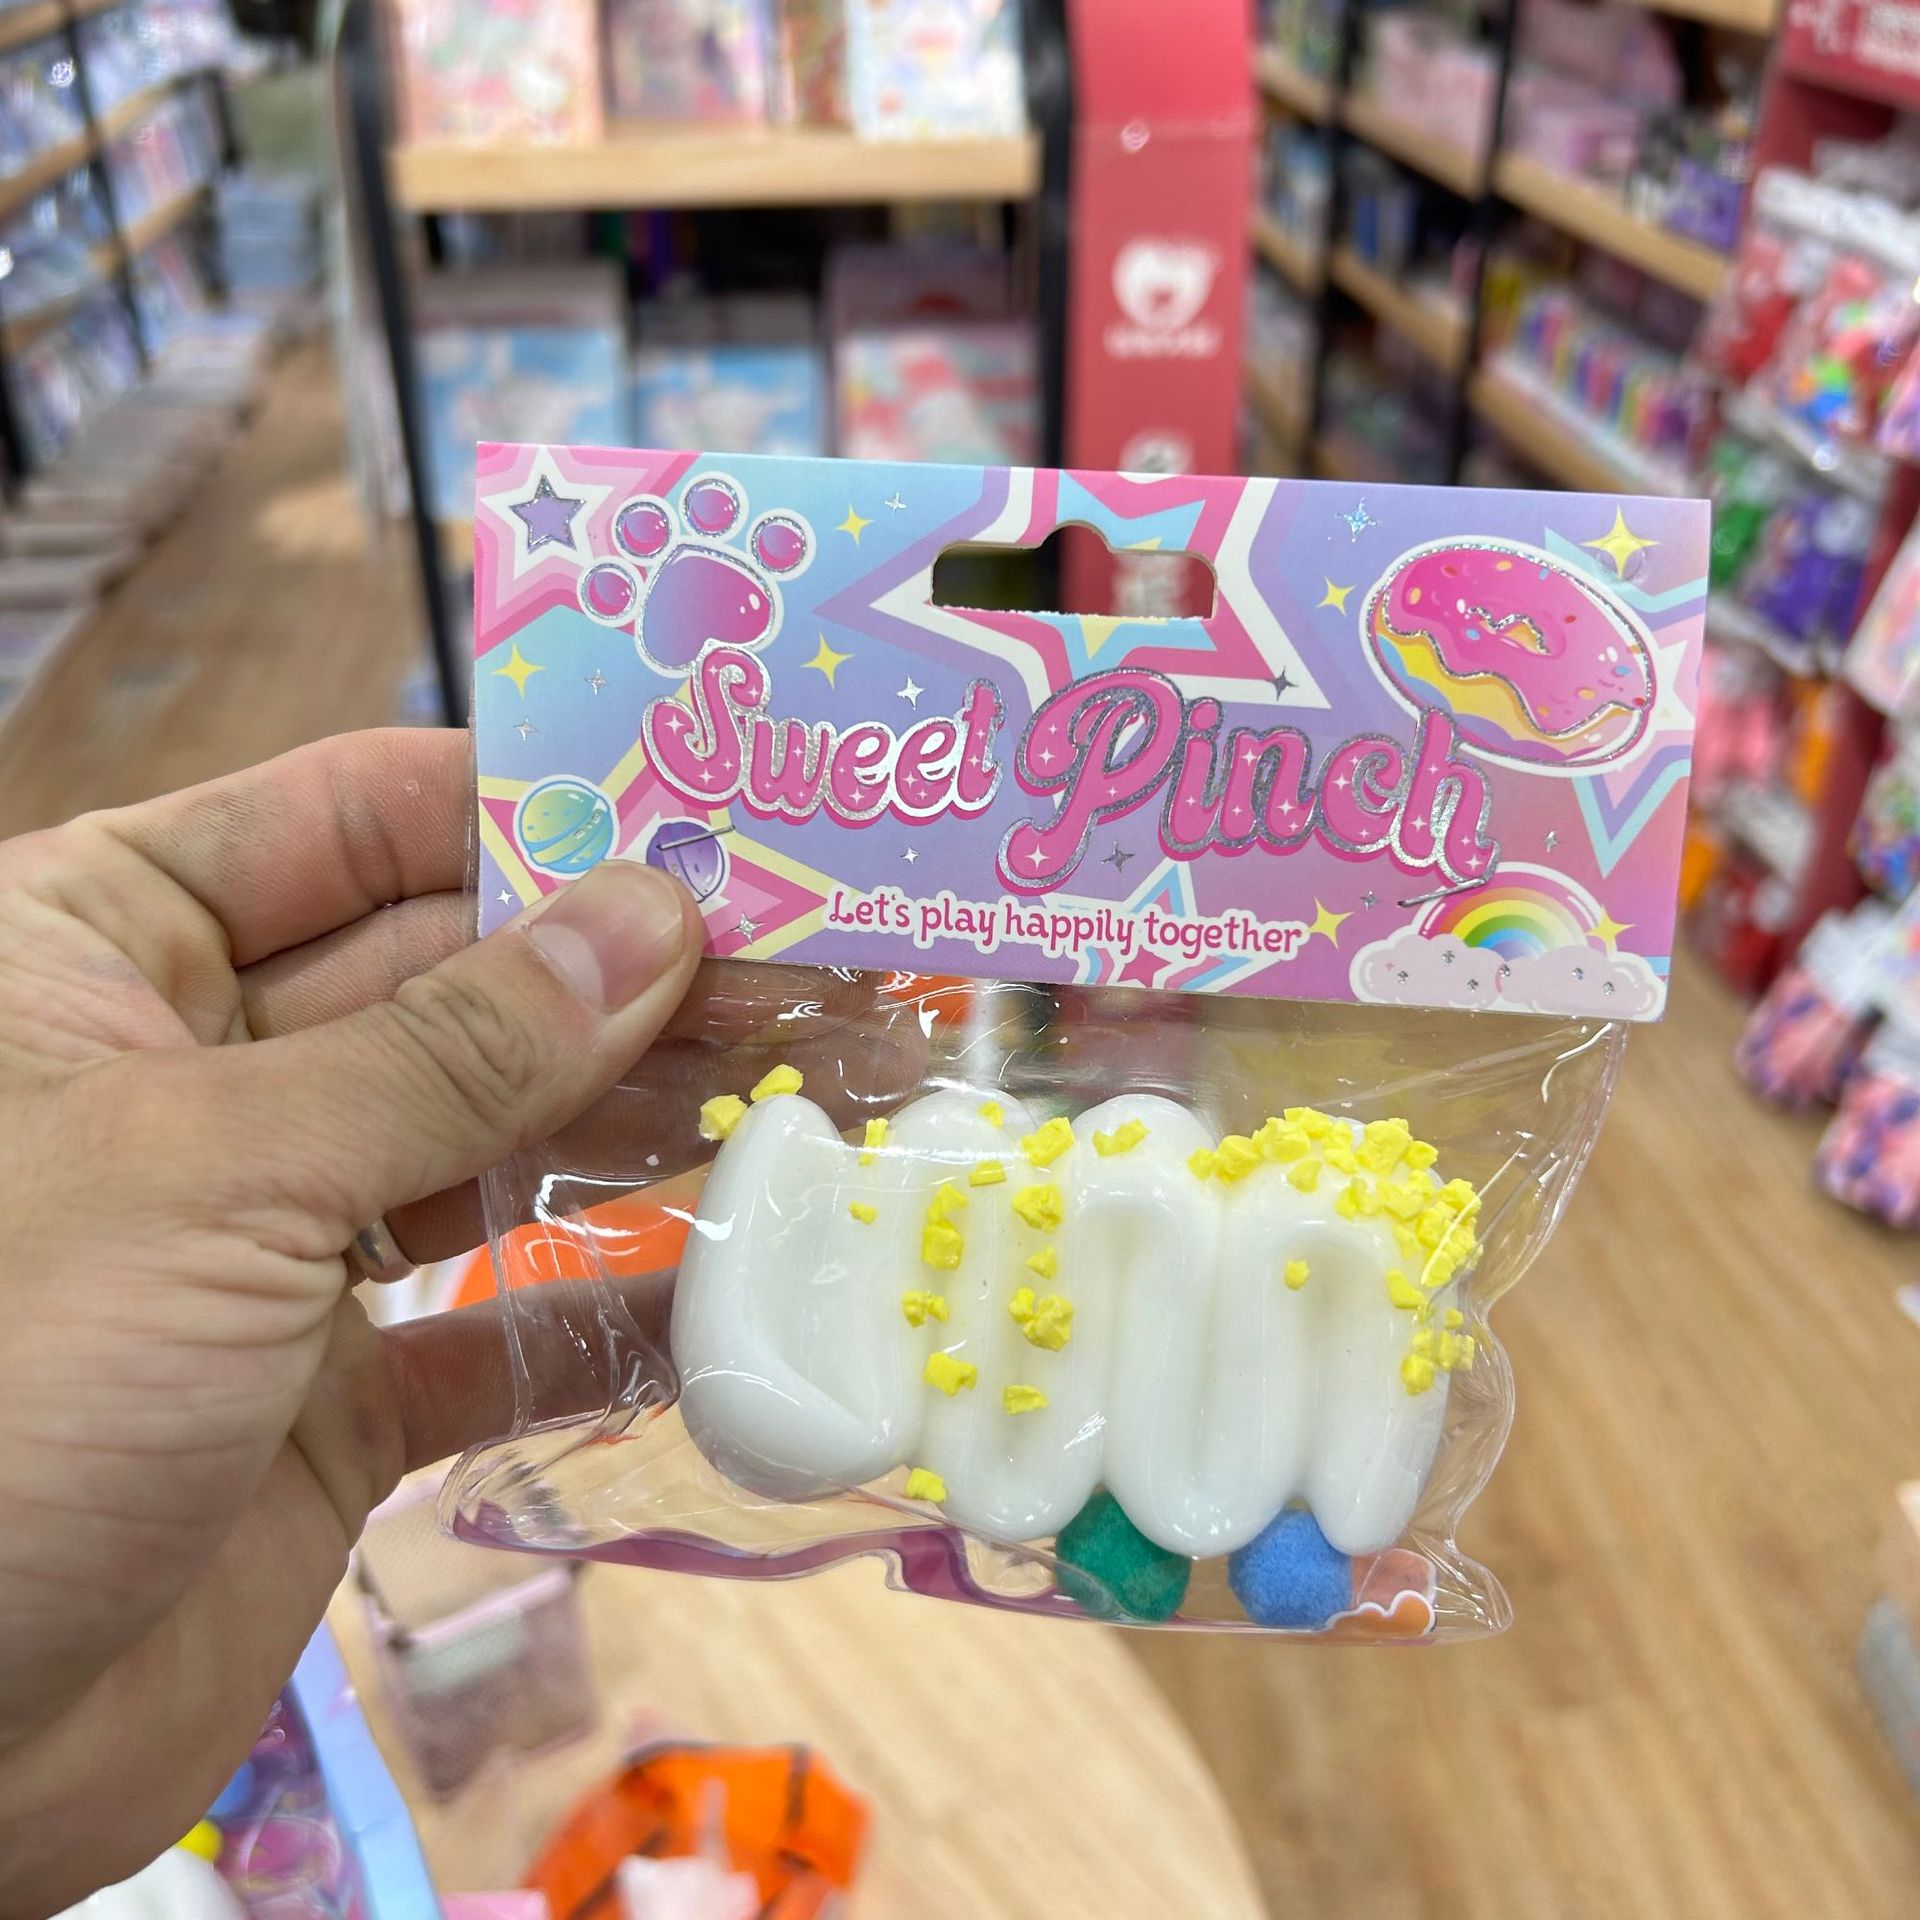 Sweet Pinch
Let's play happily together